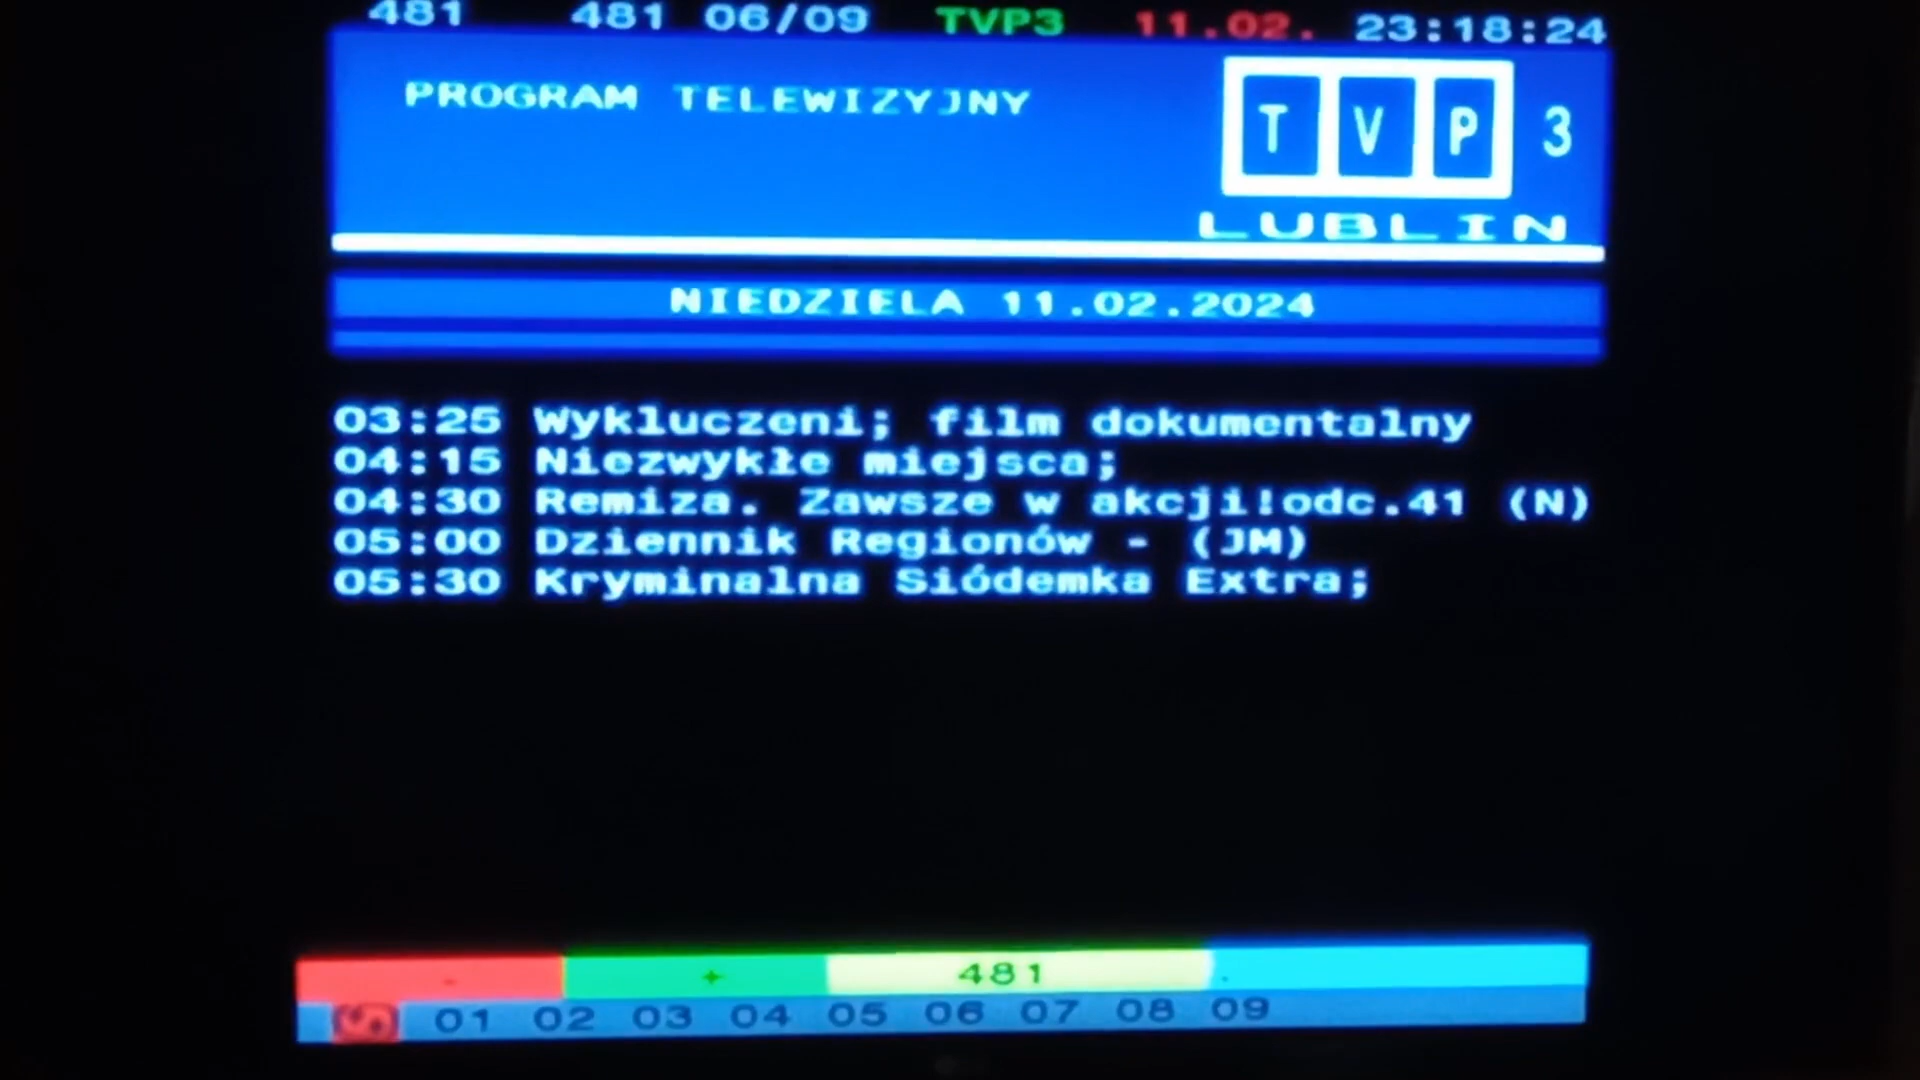 481 481 06/09 TVP3 11.02. 23:18:24
PROGRAM TELEWIZYJNY
TVP 3
LUBLIN
NIEDZIELA 11.02.2024
03:25 Wykluczeni; film dokumentalny
04:15 Niezwykłe miejsca;
04:30 Remiza. Zawsze w akcji!odc.41 (N)
05:00 Dziennik Regionów - (JM)
05:30 Kryminalna Siódemka Extra;
- + 481
01 02 03 04 05 06 07 08 09